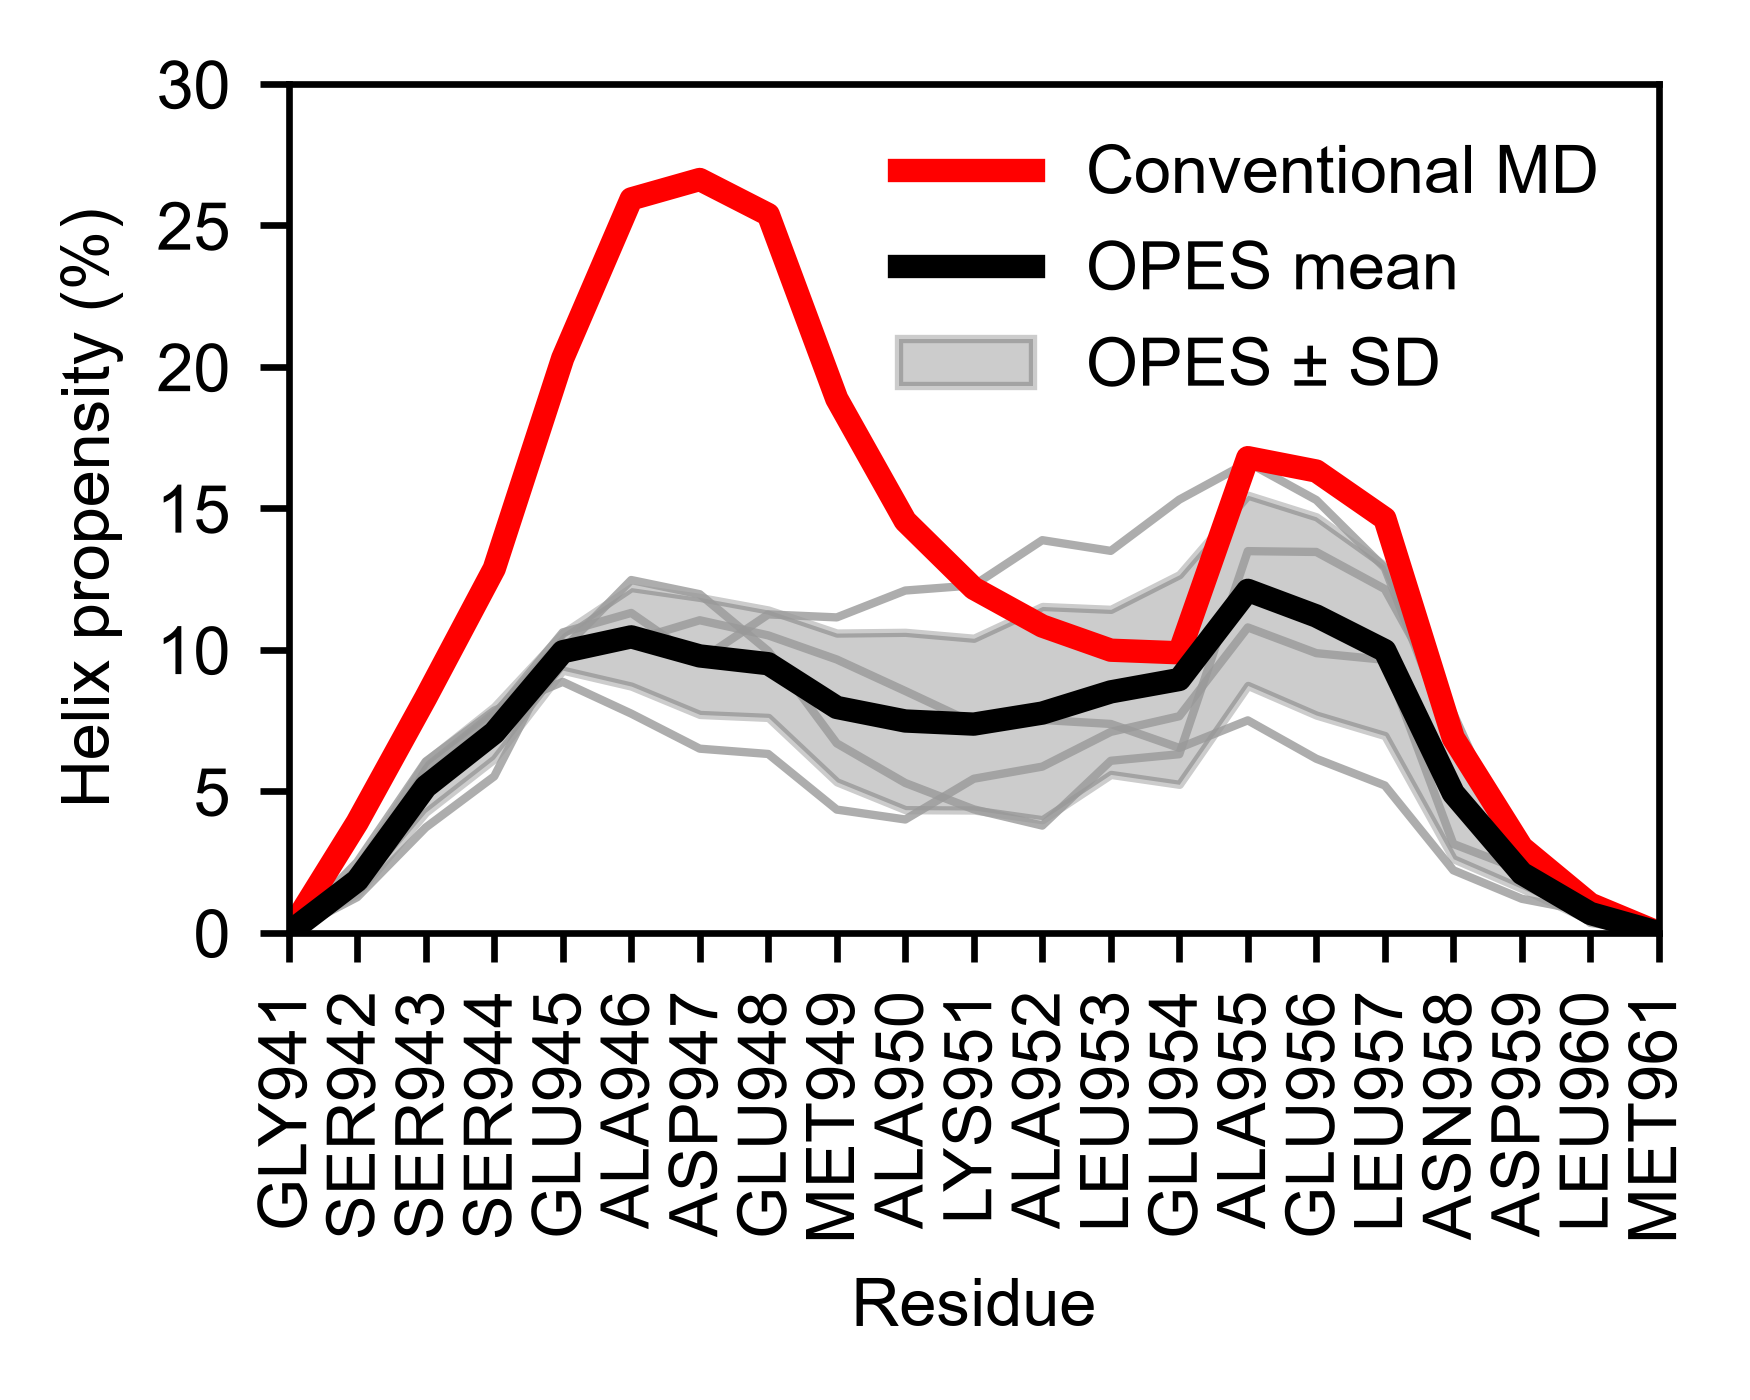 30
25
20
15
10
5
0
Helix propensity (%)
Conventional MD
OPES mean
OPES ± SD
GLY941
SER942
SER943
SER944
GLU945
ALA946
ASP947
GLU948
MET949
ALA950
LYS951
ALA952
LEU953
GLU954
ALA955
GLU956
LEU957
ASN958
ASP959
LEU960
MET961
Residue